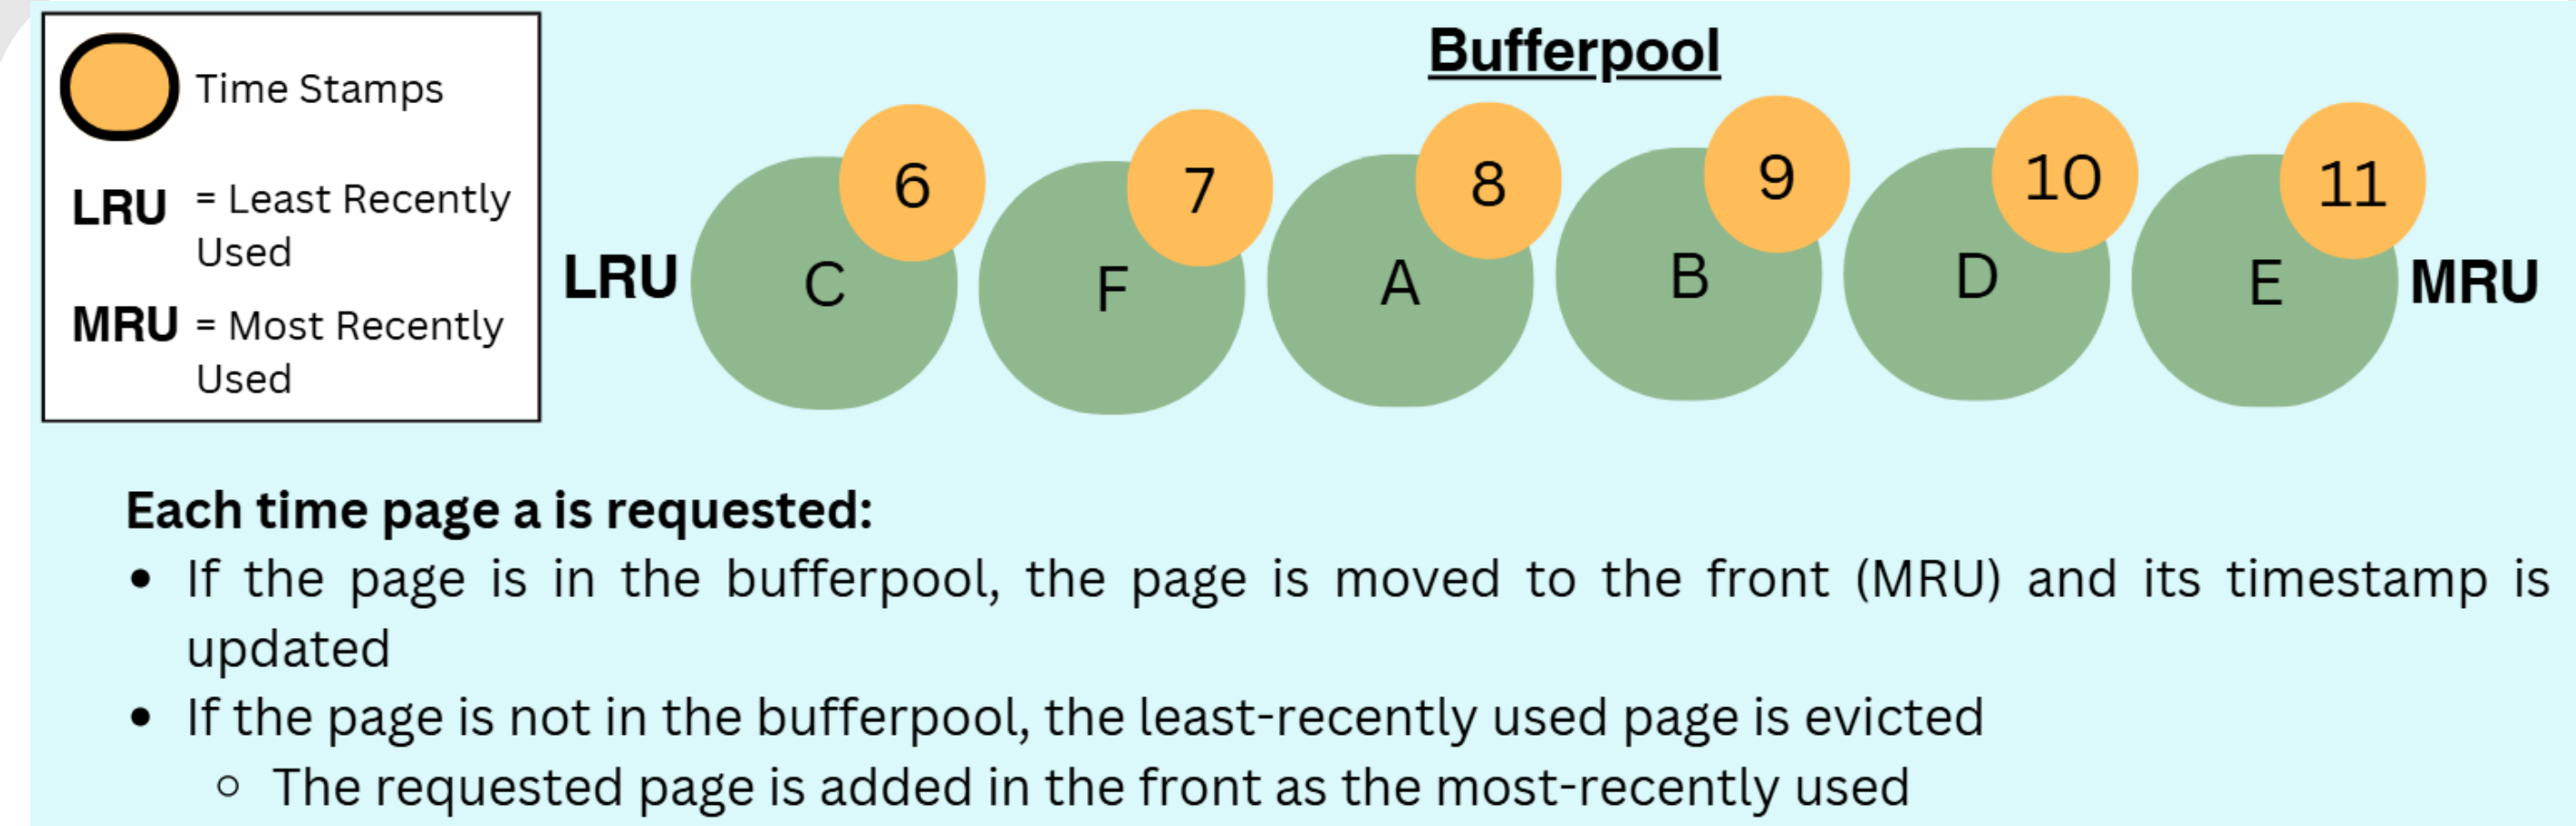 Time Stamps
LRU = Least Recently
Used
MRU = Most Recently
Used
Bufferpool
LRU
C 6
F 7
A 8
B 9
D 10
E 11
MRU
Each time page a is requested:
• If the page is in the bufferpool, the page is moved to the front (MRU) and its timestamp is
updated
• If the page is not in the bufferpool, the least-recently used page is evicted
○ The requested page is added in the front as the most-recently used